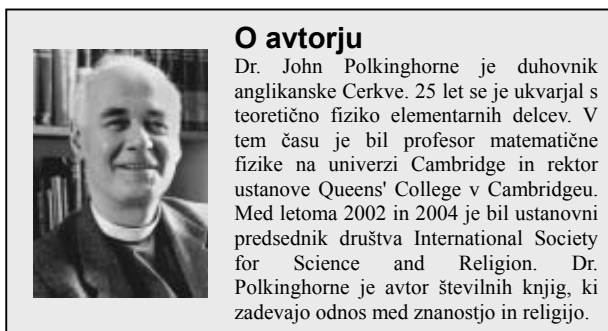 O avtorju
Dr. John Polkinghorne je duhovnik
anglikanske Cerkve. 25 let se je ukvarjal s
teoretično fiziko elementarnih delcev. V
tem času je bil profesor matematične
fizike na univerzi Cambridge in rektor
ustanove Queens' College v Cambridgeu.
Med letoma 2002 in 2004 je bil ustanovni
predsednik društva International Society
for Science and Religion. Dr.
Polkinghorne je avtor številnih knjig, ki
zadevajo odnos med znanostjo in religijo.